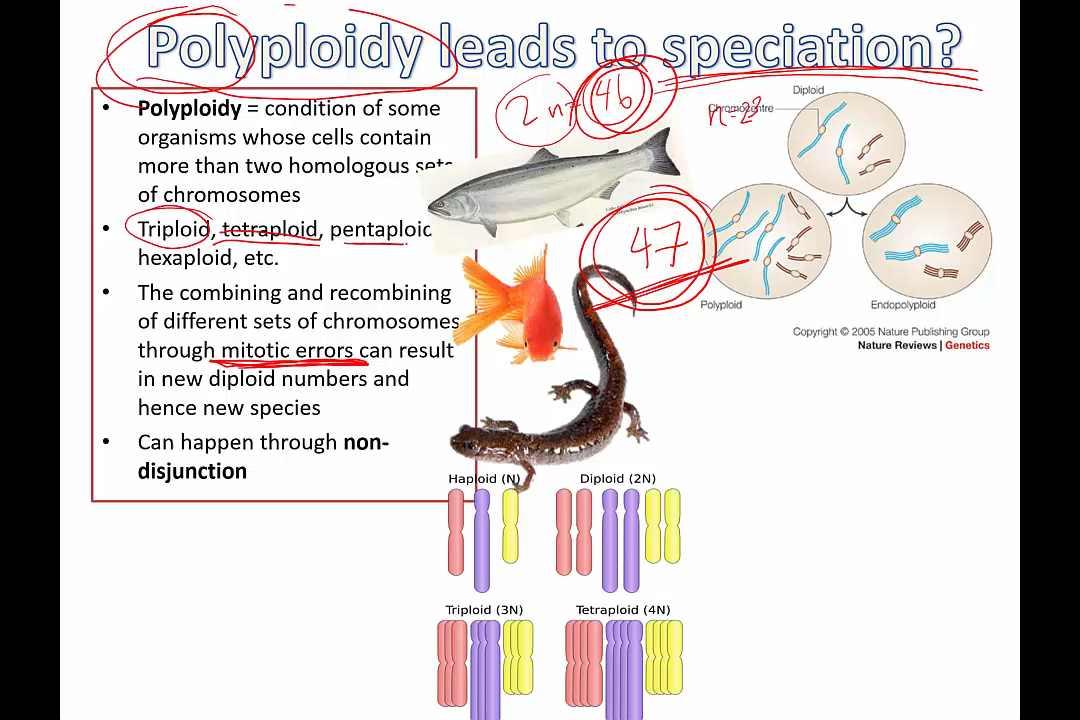 Polyploidy leads to speciation?
2n= 46
n=23
• Polyploidy = condition of some
organisms whose cells contain
more than two homologous sets
of chromosomes
• Triploid, tetraploid, pentaploid
hexaploid, etc.
• The combining and recombining
of different sets of chromosomes
through mitotic errors can result
in new diploid numbers and
hence new species
• Can happen through non-
disjunction
47
Diploid
Chromocentre
Polyploid
Endopolyploid
Copyright © 2005 Nature Publishing Group
Nature Reviews | Genetics
Haploid (N)
Diploid (2N)
Triploid (3N)
Tetraploid (4N)